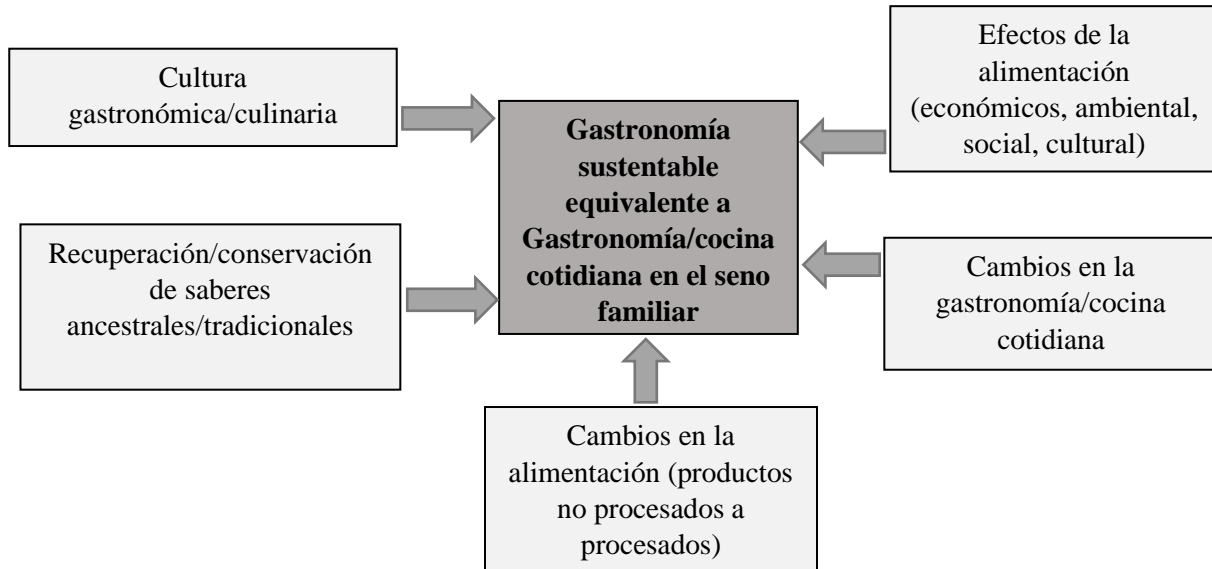 Cultura
gastronómica/culinaria
Recuperación/conservación
de saberes
ancestrales/tradicionales
Gastronomía
sustentable
equivalente a
Gastronomía/cocina
cotidiana en el seno
familiar
Efectos de la
alimentación
(económicos, ambiental,
social, cultural)
Cambios en la
gastronomía/cocina
cotidiana
Cambios en la
alimentación (productos
no procesados a
procesados)